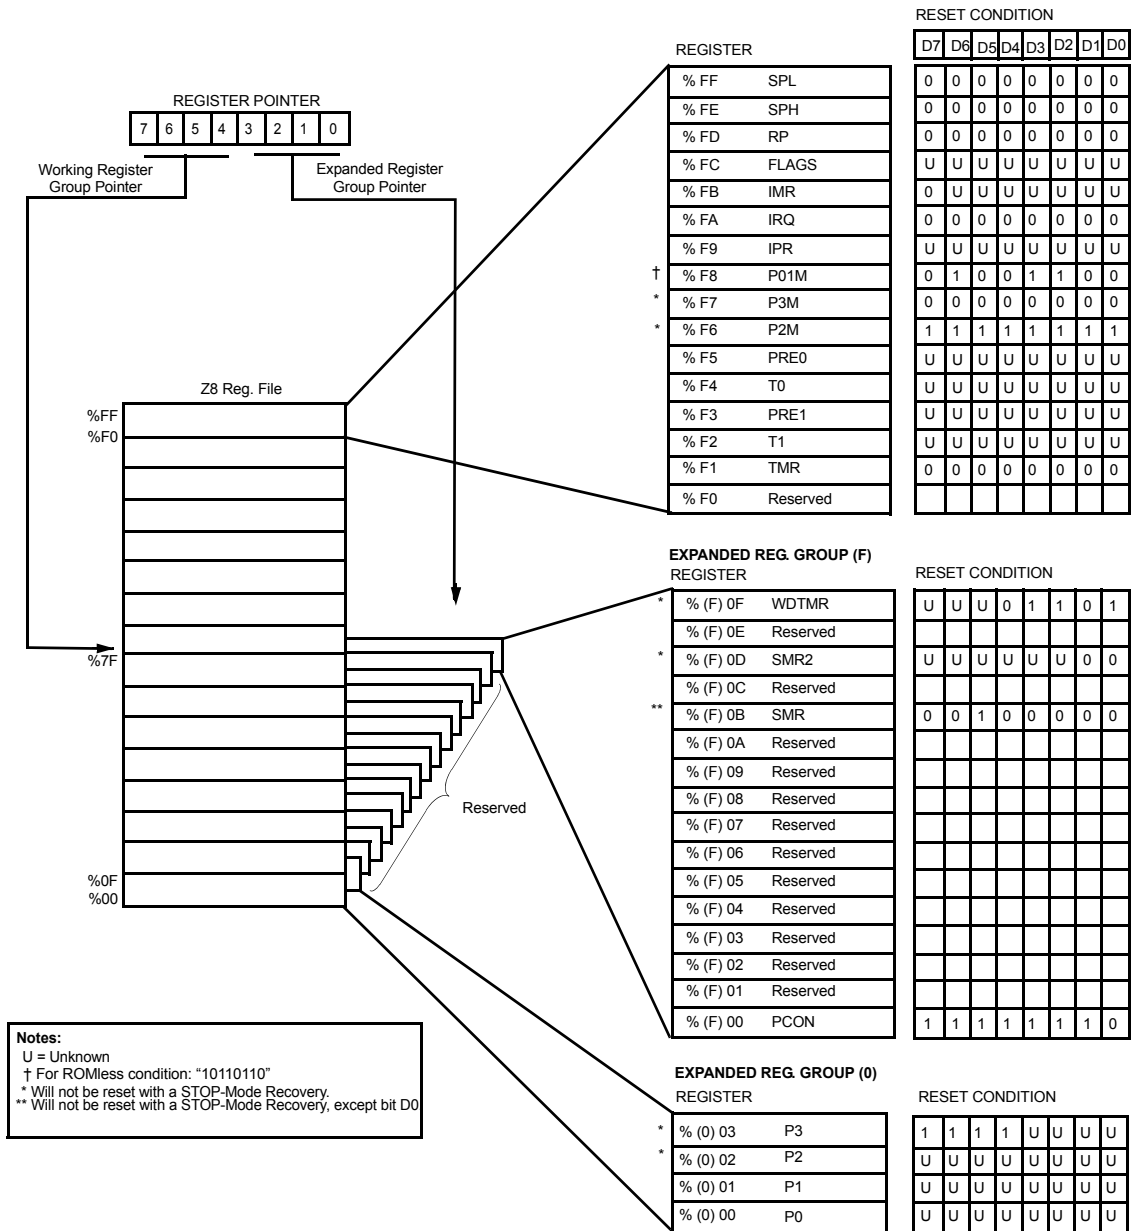 REGISTER POINTER
7 6 5 4 3 2 1 0
Working Register
Group Pointer
Expanded Register
Group Pointer
Z8 Reg. File
%FF
%F0
%7F
%0F
%00
Reserved
Notes:
U = Unknown
† For ROMless condition: “10110110”
* Will not be reset with a STOP-Mode Recovery.
** Will not be reset with a STOP-Mode Recovery, except bit D0
REGISTER RESET CONDITION
D7 D6 D5 D4 D3 D2 D1 D0
% FF SPL 0 0 0 0 0 0 0 0
% FE SPH 0 0 0 0 0 0 0 0
% FD RP 0 0 0 0 0 0 0 0
% FC FLAGS U U U U U U U U
% FB IMR 0 U U U U U U U
% FA IRQ 0 0 0 0 0 0 0 0
% F9 IPR U U U U U U U U
† % F8 P01M 0 1 0 0 1 1 0 0
* % F7 P3M 0 0 0 0 0 0 0 0
* % F6 P2M 1 1 1 1 1 1 1 1
% F5 PRE0 U U U U U U U U
% F4 T0 U U U U U U U U
% F3 PRE1 U U U U U U U U
% F2 T1 U U U U U U U U
% F1 TMR 0 0 0 0 0 0 0 0
% F0 Reserved
EXPANDED REG. GROUP (F)
REGISTER RESET CONDITION
* % (F) 0F WDTMR U U U 0 1 1 0 1
% (F) 0E Reserved
* % (F) 0D SMR2 U U U U U U 0 0
% (F) 0C Reserved
** % (F) 0B SMR 0 0 1 0 0 0 0 0
% (F) 0A Reserved
% (F) 09 Reserved
% (F) 08 Reserved
% (F) 07 Reserved
% (F) 06 Reserved
% (F) 05 Reserved
% (F) 04 Reserved
% (F) 03 Reserved
% (F) 02 Reserved
% (F) 01 Reserved
% (F) 00 PCON 1 1 1 1 1 1 1 0
EXPANDED REG. GROUP (0)
REGISTER RESET CONDITION
* % (0) 03 P3 1 1 1 1 U U U U
* % (0) 02 P2 U U U U U U U U
% (0) 01 P1 U U U U U U U U
% (0) 00 P0 U U U U U U U U